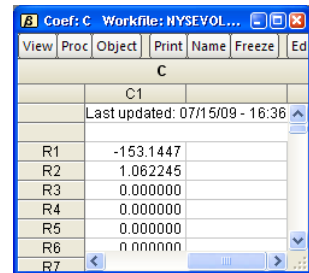 β Coef: C Workfile: NYSEVOL...
View Proc Object Print Name Freeze Ed
C
C1
Last updated: 07/15/09 - 16:36
R1 -153.1447
R2 1.062245
R3 0.000000
R4 0.000000
R5 0.000000
R6 0.000000
R7